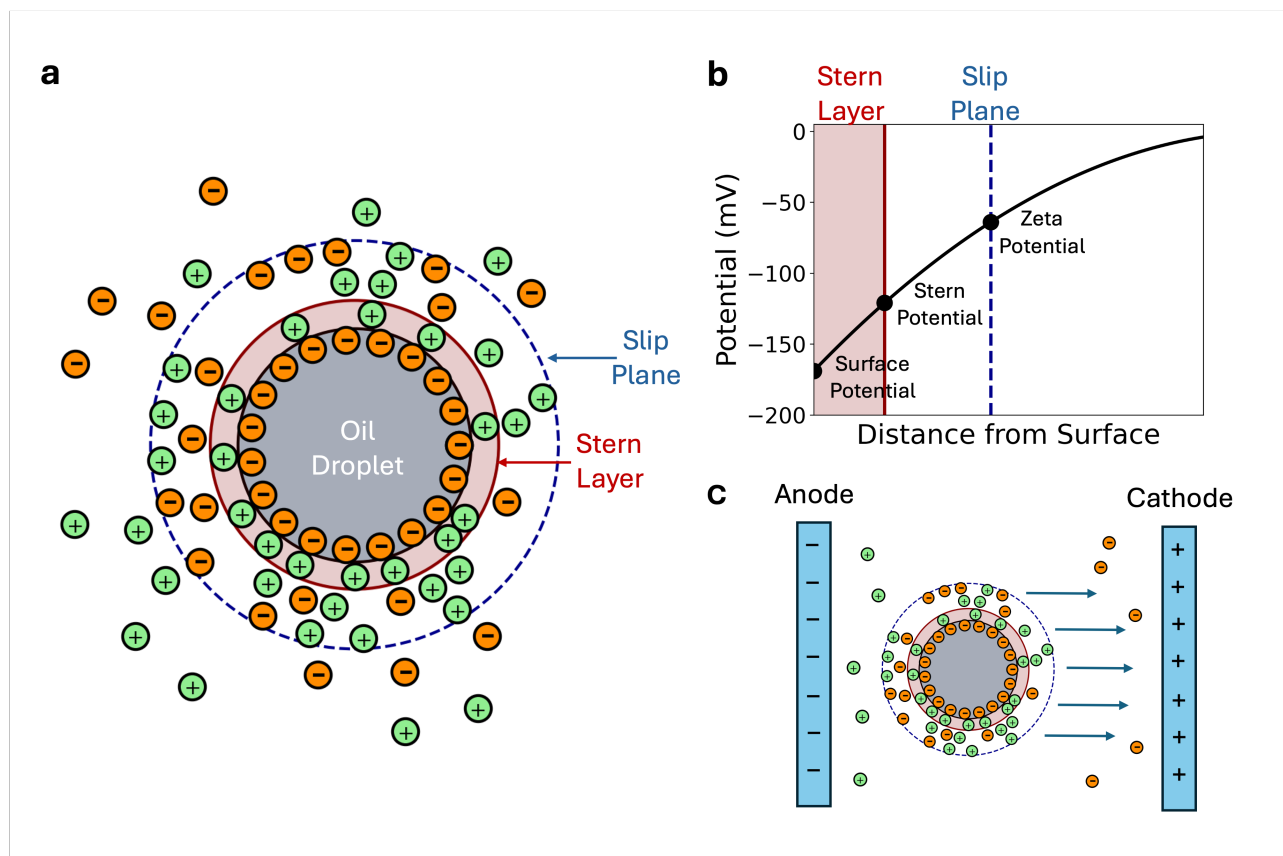 a
Oil
Droplet
Slip
Plane
Stern
Layer
b
Stern
Layer
Slip
Plane
0
−50
−100
−150
−200
Potential (mV)
Zeta
Potential
Stern
Potential
Surface
Potential
Distance from Surface
c
Anode
Cathode